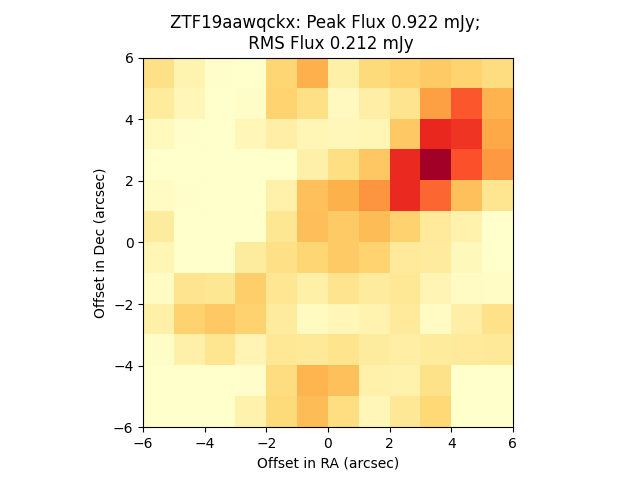 ZTF19aawqckx: Peak Flux 0.922 mJy;
RMS Flux 0.212 mJy
6
4
2
0
−2
−4
−6
Offset in Dec (arcsec)
−6 −4 −2 0 2 4 6
Offset in RA (arcsec)